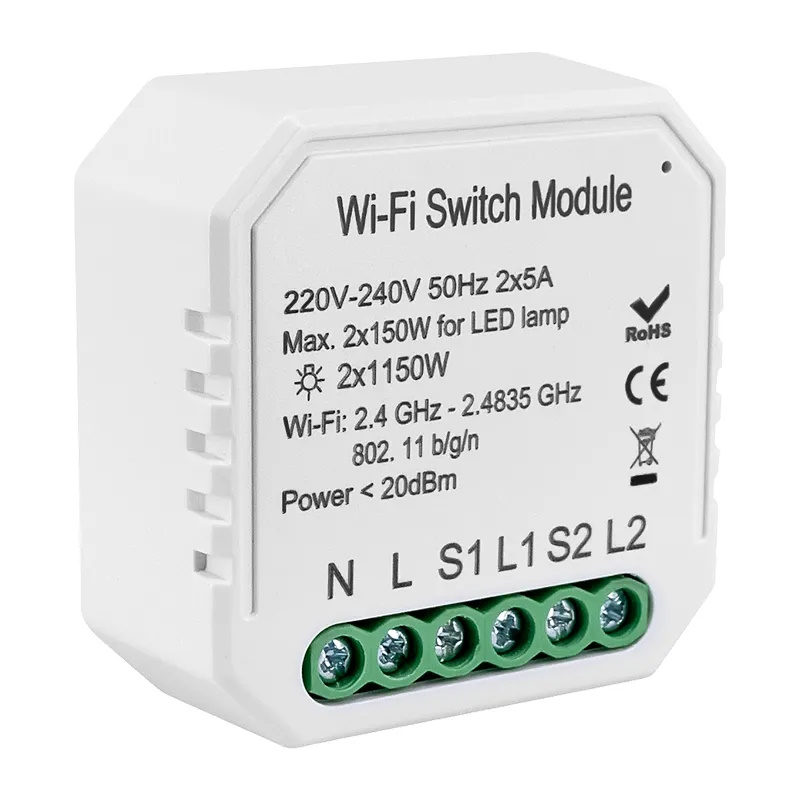 Wi-Fi Switch Module
220V-240V 50Hz 2x5A
Max. 2x150W for LED lamp
2x1150W
Wi-Fi: 2.4 GHz - 2.4835 GHz
802. 11 b/g/n
Power < 20dBm
RoHS
CE
N L S1 L1 S2 L2